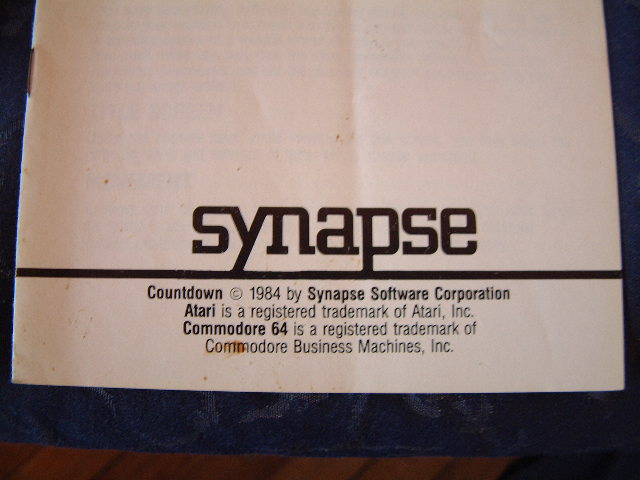 synapse
Countdown © 1984 by Synapse Software Corporation
Atari is a registered trademark of Atari, Inc.
Commodore 64 is a registered trademark of
Commodore Business Machines, Inc.